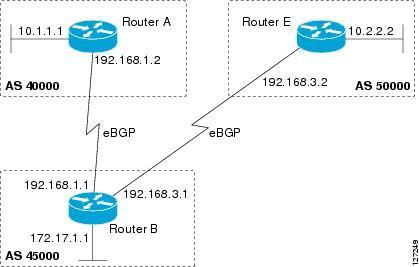 Router A
10.1.1.1
192.168.1.2
AS 40000
Router E
10.2.2.2
192.168.3.2
AS 50000
eBGP
eBGP
192.168.1.1
192.168.3.1
172.17.1.1
Router B
AS 45000
127249